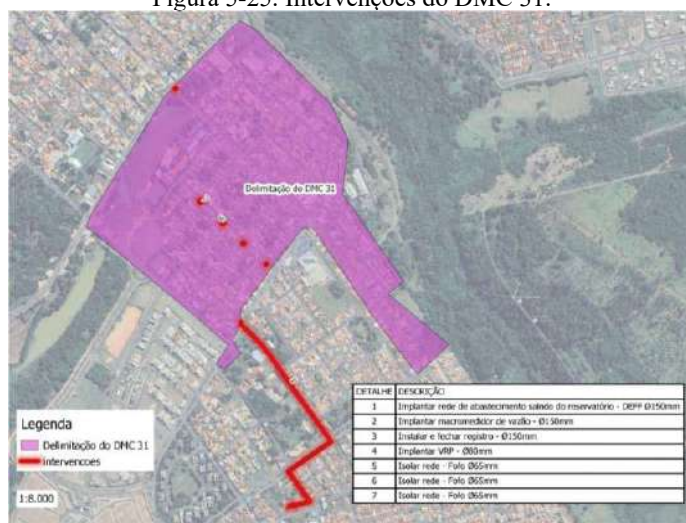 Figura 5-25: Intervenções do DMC 31.
Delimitação do DMC 31
Legenda
Delimitação do DMC 31
intervencoes
1:8.000
DETALHE DESCRIÇÃO
1 Implantar rede de abastecimento saindo do reservatório - DEFF Ø150mm
2 Implantar macromedidor de vazão - Ø150mm
3 Instalar e fechar registro - Ø150mm
4 Implantar VRP - Ø80mm
5 Isolar rede - Fofo Ø65mm
6 Isolar rede - Fofo Ø65mm
7 Isolar rede - Fofo Ø65mm